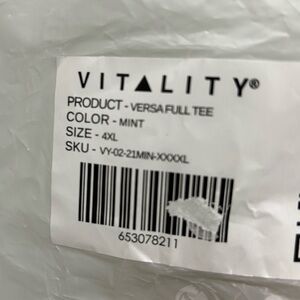 VITALITY®
PRODUCT - VERSA FULL TEE
COLOR - MINT
SIZE - 4XL
SKU - VY-02-21MIN-XXXXL
653078211